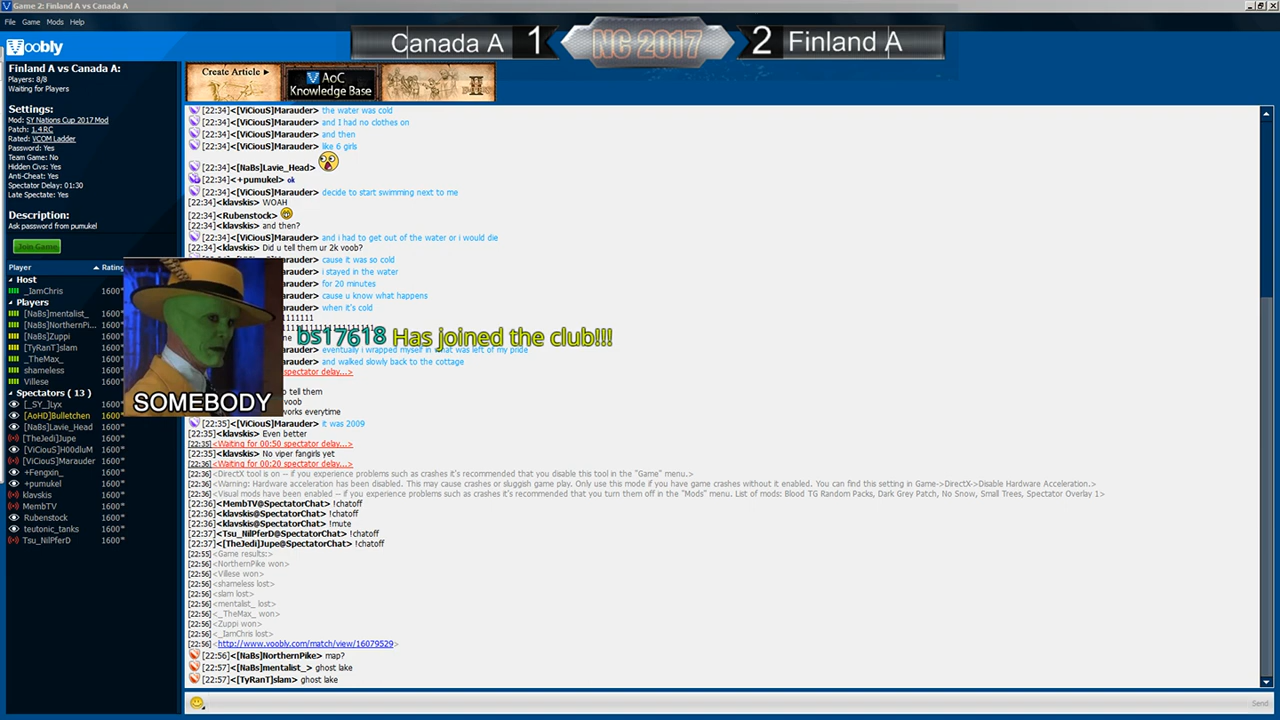 Game 2: Finland A vs Canada A
File Game Mods Help
Canada A 1 NC 2017 2 Finland A
Voobly
Create Article ▸
AoC
Knowledge Base
II
Finland A vs Canada A:
Players: 8/8
Waiting for Players
Settings:
Mod: SY Nations Cup 2017 Mod
Patch: 1.4 RC
Rated: VCOM Ladder
Password: Yes
Team Game: No
Hidden Civs: Yes
Anti-Cheat: Yes
Spectator Delay: 01:30
Late Spectate: Yes
Description:
Ask password from pumukel
Join Game
Player Rating
Host
_IamChris 1600*
Players
[NaBs]mentalist_ 1600*
[NaBs]NorthernPi... 1600*
[NaBs]Zuppi 1600*
[TyRanT]slam 1600*
_TheMax_ 1600*
shameless 1600*
Villese 1600*
Spectators ( 13 )
[_SY_]Lyx 1600*
[AoHD]Bulletchen 1600*
[NaBs]Lavie_Head 1600*
[TheJedi]Jupe 1600*
[ViCiouS]H00dluM 1600*
[ViCiouS]Marauder 1600*
+Fengxin_ 1600*
+pumukel 1600*
klavskis 1600*
MembTV 1600*
Rubenstock 1600*
teutonic_tanks 1600*
Tsu_NilPferD 1600*
SOMEBODY
bs17618 Has joined the club!!!
[22:34]<[ViCiouS]Marauder> the water was cold
[22:34]<[ViCiouS]Marauder> and I had no clothes on
[22:34]<[ViCiouS]Marauder> and then
[22:34]<[ViCiouS]Marauder> like 6 girls
[22:34]<[NaBs]Lavie_Head>
[22:34]<+pumukel> ok
[22:34]<[ViCiouS]Marauder> decide to start swimming next to me
[22:34]<klavskis> WOAH
[22:34]<Rubenstock>
[22:34]<klavskis> and then?
[22:34]<[ViCiouS]Marauder> and i had to get out of the water or i would die
[22:34]<klavskis> Did u tell them ur 2k voob?
arauder> cause it was so cold
arauder> i stayed in the water
arauder> for 20 minutes
arauder> cause u know what happens
arauder> when it's cold
arauder> eventually i wrapped myself in what was left of my pride
arauder> and walked slowly back to the cottage
spectator delay...>
to tell them
voob
works everytime
[22:35]<[ViCiouS]Marauder> it was 2009
[22:35]<klavskis> Even better
[22:35]<Waiting for 00:50 spectator delay...>
[22:35]<klavskis> No viper fangirls yet
[22:36]<Waiting for 00:20 spectator delay...>
[22:36]<DirectX tool is on -- if you experience problems such as crashes it's recommended that you disable this tool in the "Game" menu.>
[22:36]<Warning: Hardware acceleration has been disabled. This may cause crashes or sluggish game play. Only use this mode if you have game crashes without it enabled. You can find this setting in Game->DirectX->Disable Hardware Acceleration.>
[22:36]<Visual mods have been enabled -- if you experience problems such as crashes it's recommended that you turn them off in the "Mods" menu. List of mods: Blood TG Random Packs, Dark Grey Patch, No Snow, Small Trees, Spectator Overlay 1>
[22:36]<MembTV@SpectatorChat> !chatoff
[22:36]<klavskis@SpectatorChat> !chatoff
[22:36]<klavskis@SpectatorChat> !mute
[22:37]<Tsu_NilPferD@SpectatorChat> !chatoff
[22:37]<[TheJedi]Jupe@SpectatorChat> !chatoff
[22:55]<Game results:>
[22:56]<NorthernPike won>
[22:56]<Villese won>
[22:56]<shameless lost>
[22:56]<slam lost>
[22:56]<mentalist_ lost>
[22:56]<_TheMax_ won>
[22:56]<Zuppi won>
[22:56]<_IamChris lost>
[22:56]<http://www.voobly.com/match/view/16079529>
[22:56]<[NaBs]NorthernPike> map?
[22:57]<[NaBs]mentalist_> ghost lake
[22:57]<[TyRanT]slam> ghost lake
Send